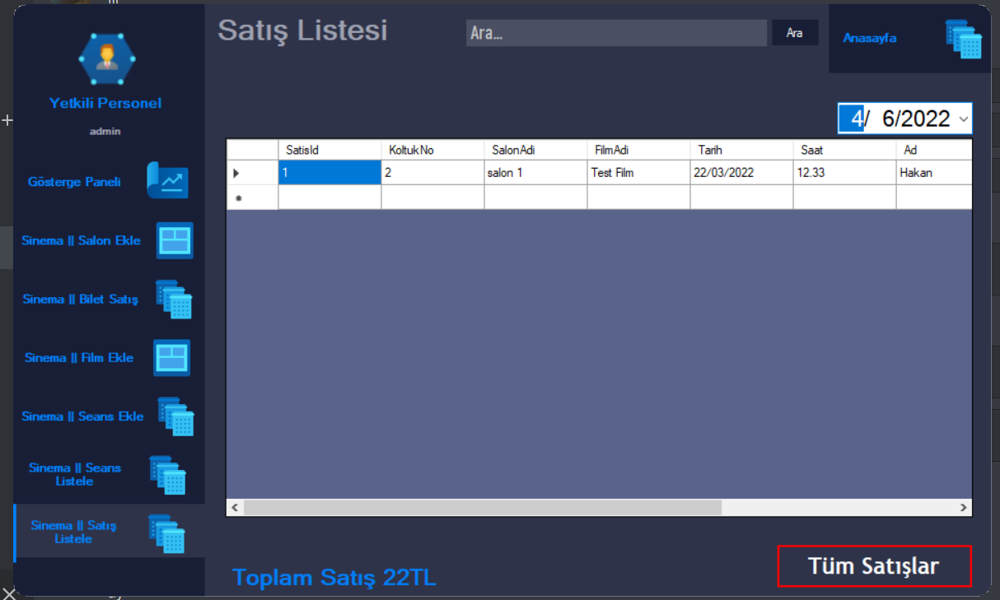 Satış Listesi
Ara...
Ara
Anasayfa
Yetkili Personel
admin
Gösterge Paneli
Sinema || Salon Ekle
Sinema || Bilet Satış
Sinema || Film Ekle
Sinema || Seans Ekle
Sinema || Seans
Listele
Sinema || Satış
Listele
4/ 6/2022
SatisId KoltukNo SalonAdi FilmAdi Tarih Saat Ad
1 2 salon 1 Test Film 22/03/2022 12.33 Hakan
Toplam Satış 22TL
Tüm Satışlar